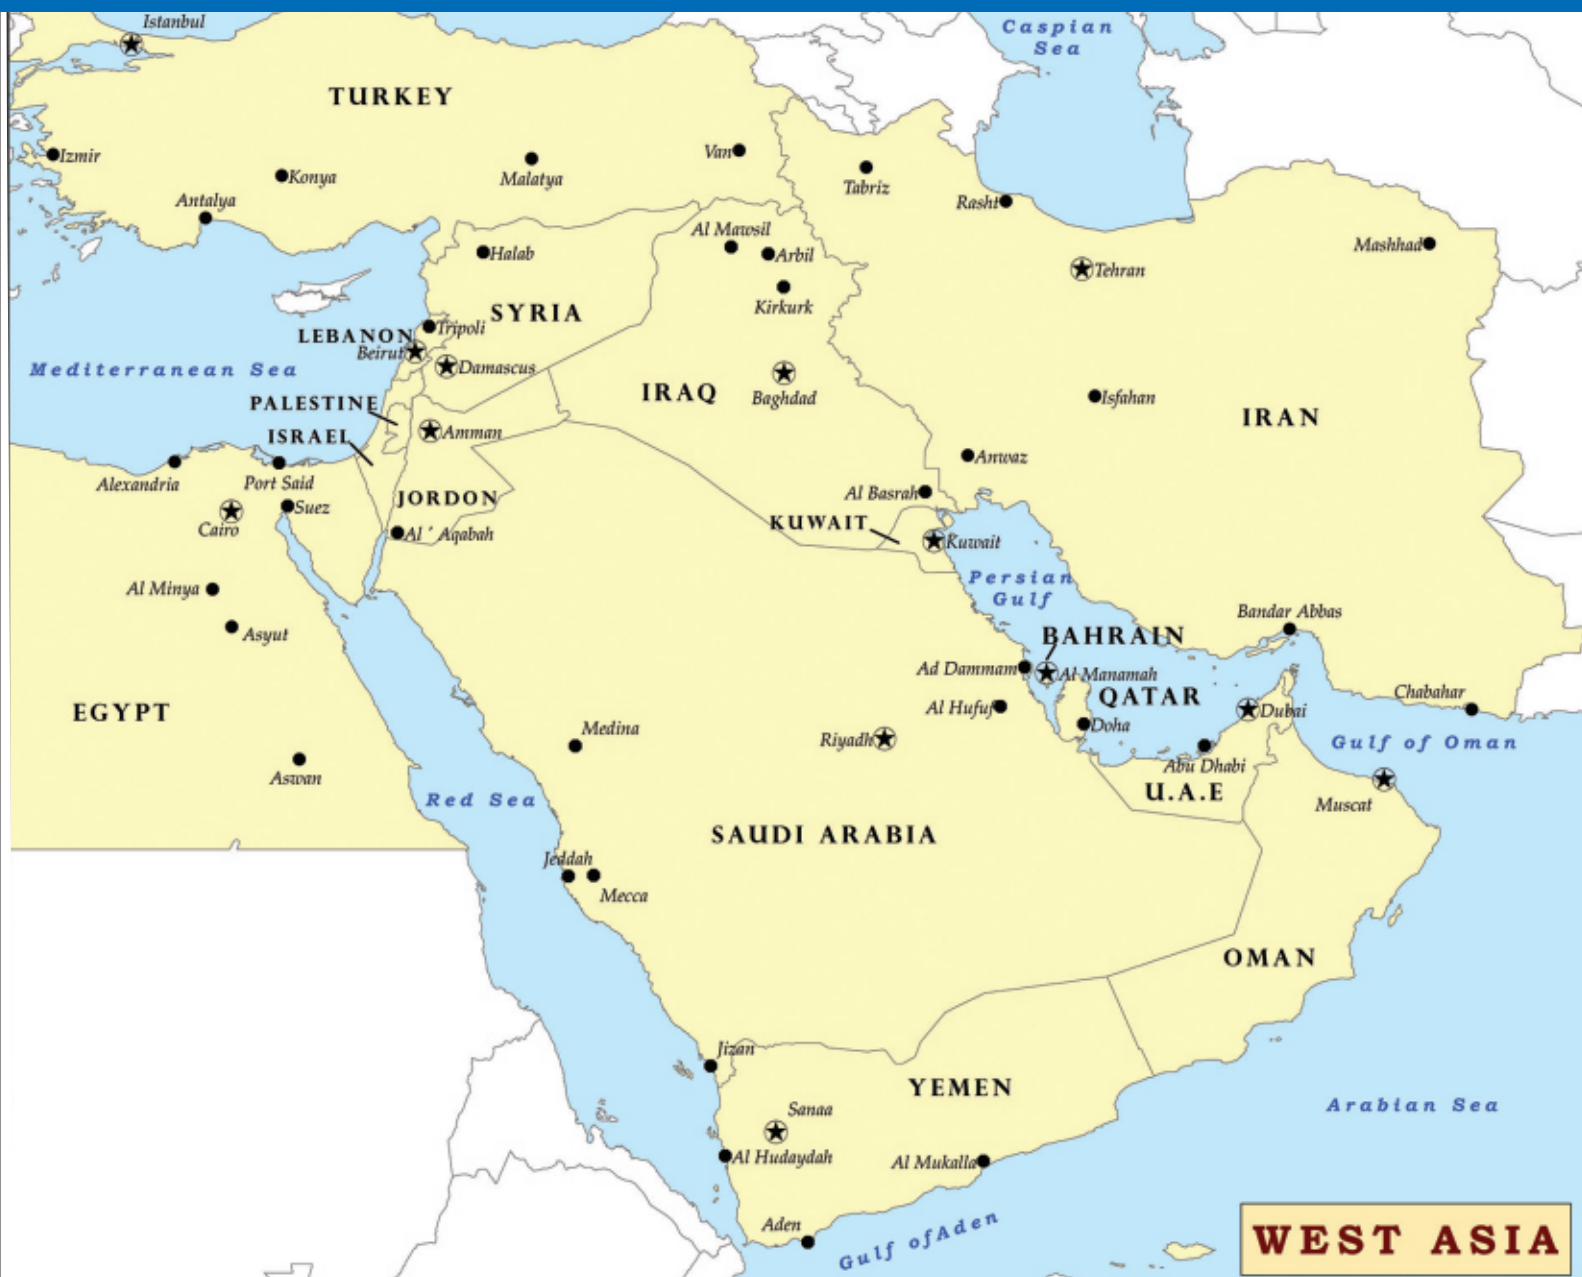 Istanbul
Caspian
Sea
TURKEY
Izmir
Konya
Malatya
Van
Tabriz
Antalya
Rasht
Al Mawsil
Arbil
Mashhad
Halab
Tehran
Kirkurk
SYRIA
LEBANON
Tripoli
Beirut
Damascus
Mediterranean Sea
IRAQ
Baghdad
Isfahan
PALESTINE
IRAN
ISRAEL
Amman
Anwaz
Alexandria
Port Said
JORDON
Al Basrah
Suez
Cairo
Al ' Aqabah
KUWAIT
Kuwait
Persian
Gulf
Al Minya
Asyut
Bandar Abbas
BAHRAIN
Ad Dammam
Al Manamah
QATAR
Chabahar
EGYPT
Al Hufuf
Dubai
Medina
Riyadh
Doha
Gulf of Oman
Abu Dhabi
Aswan
Red Sea
U.A.E
Muscat
SAUDI ARABIA
Jeddah
Mecca
OMAN
Jizan
YEMEN
Sanaa
Arabian Sea
Al Hudaydah
Al Mukalla
Aden
Gulf of Aden
WEST ASIA